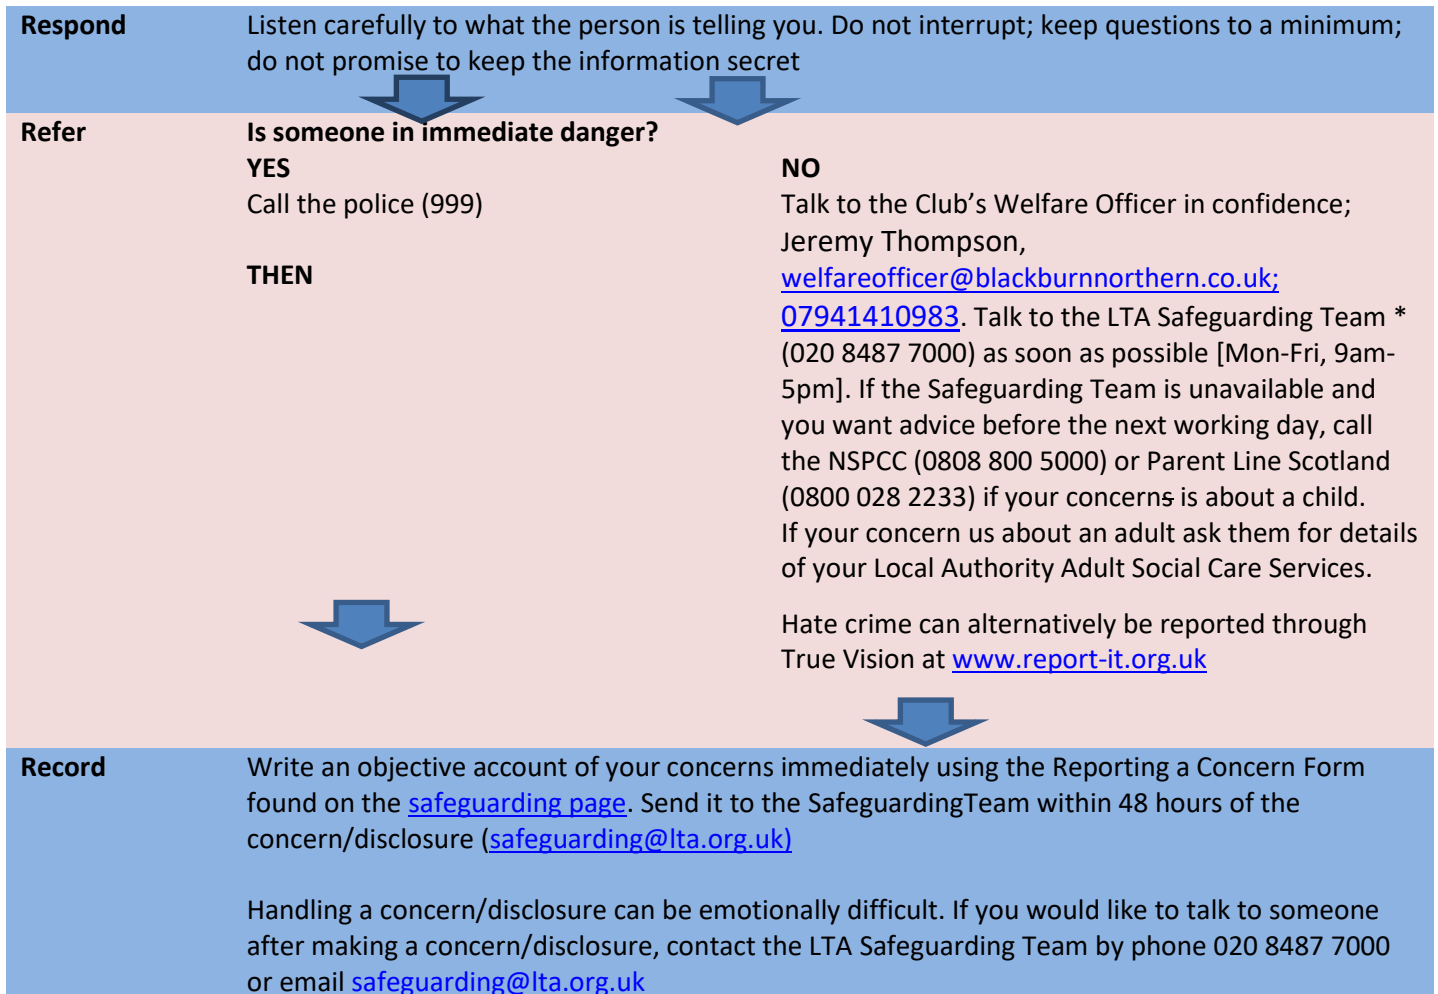 Respond
Listen carefully to what the person is telling you. Do not interrupt; keep questions to a minimum;
do not promise to keep the information secret
Refer
Is someone in immediate danger?
YES
Call the police (999)
THEN
NO
Talk to the Club’s Welfare Officer in confidence;
Jeremy Thompson,
welfareofficer@blackburnnorthern.co.uk;
07941410983. Talk to the LTA Safeguarding Team *
(020 8487 7000) as soon as possible [Mon-Fri, 9am-
5pm]. If the Safeguarding Team is unavailable and
you want advice before the next working day, call
the NSPCC (0808 800 5000) or Parent Line Scotland
(0800 028 2233) if your concerns is about a child.
If your concern us about an adult ask them for details
of your Local Authority Adult Social Care Services.
Hate crime can alternatively be reported through
True Vision at www.report-it.org.uk
Record
Write an objective account of your concerns immediately using the Reporting a Concern Form
found on the safeguarding page. Send it to the SafeguardingTeam within 48 hours of the
concern/disclosure (safeguarding@lta.org.uk)
Handling a concern/disclosure can be emotionally difficult. If you would like to talk to someone
after making a concern/disclosure, contact the LTA Safeguarding Team by phone 020 8487 7000
or email safeguarding@lta.org.uk